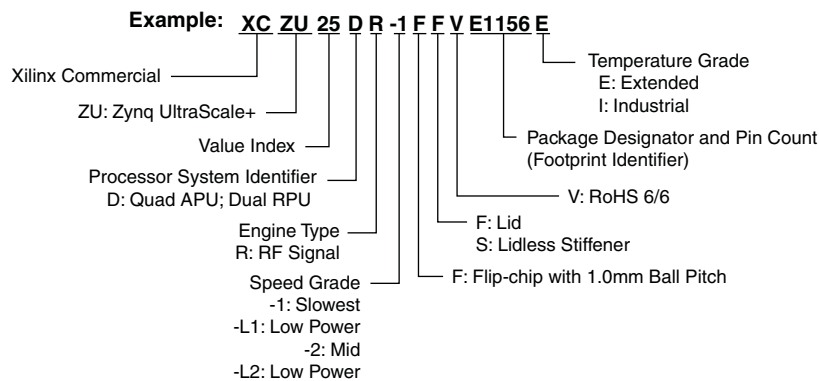 Example: XC ZU 25 D R -1 F F V E1156 E
Xilinx Commercial
ZU: Zynq UltraScale+
Value Index
Processor System Identifier
D: Quad APU; Dual RPU
Engine Type
R: RF Signal
Speed Grade
-1: Slowest
-L1: Low Power
-2: Mid
-L2: Low Power
Temperature Grade
E: Extended
I: Industrial
Package Designator and Pin Count
(Footprint Identifier)
V: RoHS 6/6
F: Lid
S: Lidless Stiffener
F: Flip-chip with 1.0mm Ball Pitch